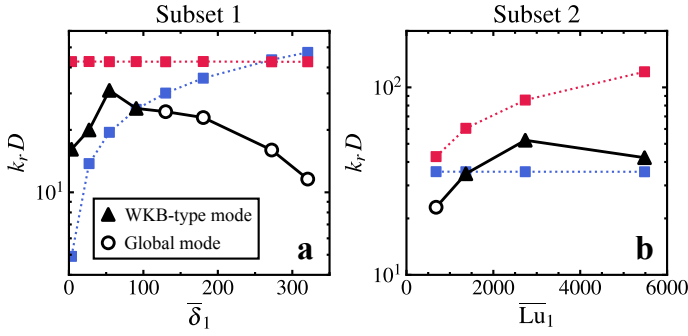 Subset 1
Subset 2
k_r D
10^1
WKB-type mode
Global mode
a
0 100 200 300
δ̅_1
k_r D
10^2
10^1
b
0 2000 4000 6000
L̅u̅_1